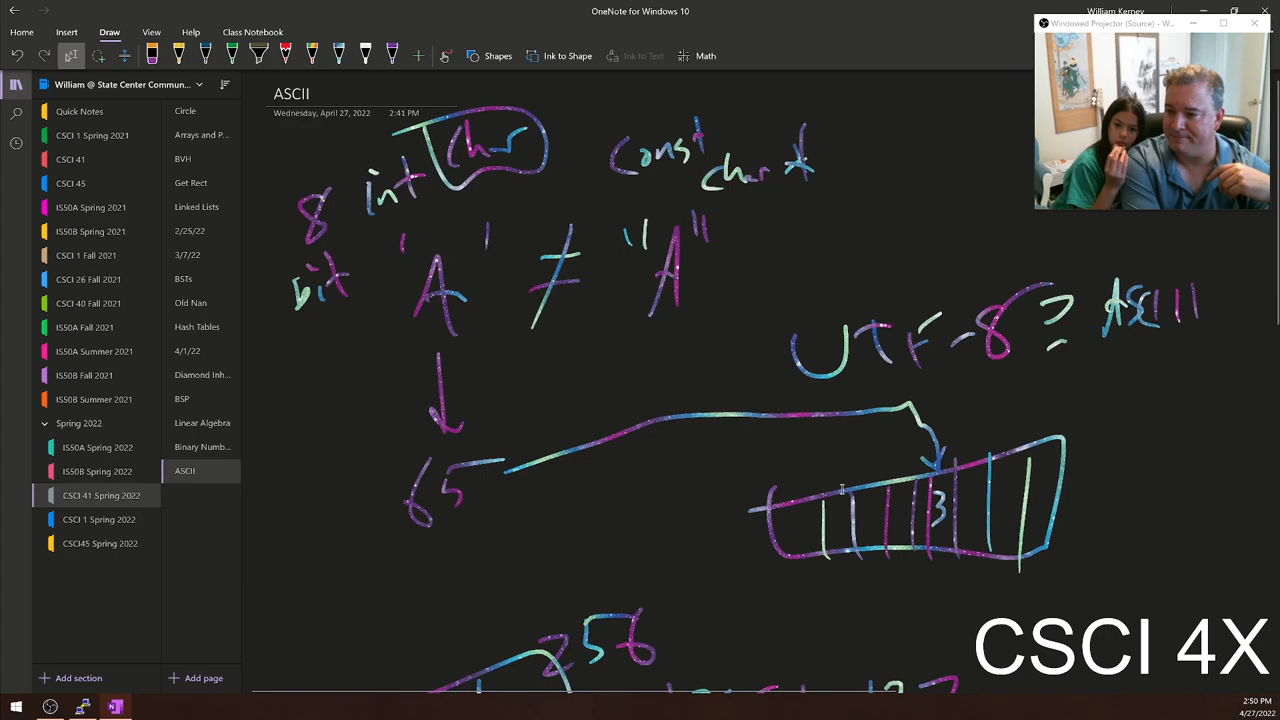 OneNote for Windows 10
William Kerney
Windowed Projector (Source) - W...
Home
Insert
Draw
View
Help
Class Notebook
Shapes
Ink to Shape
Ink to Text
Math
William @ State Center Commun...
Quick Notes
CSCI 1 Spring 2021
CSCI 41
CSCI 45
IS50A Spring 2021
IS50B Spring 2021
CSCI 1 Fall 2021
CSCI 26 Fall 2021
CSCI 40 Fall 2021
IS50A Fall 2021
IS50A Summer 2021
IS50B Fall 2021
IS50B Summer 2021
Spring 2022
IS50A Spring 2022
IS50B Spring 2022
CSCI 41 Spring 2022
CSCI 1 Spring 2022
CSCI45 Spring 2022
Add section
Circle
Arrays and P...
BVH
Get Rect
Linked Lists
2/25/22
3/7/22
BSTs
Old Nan
Hash Tables
4/1/22
Diamond Inh...
BSP
Linear Algebra
Binary Numb...
ASCII
Add page
ASCII
Wednesday, April 27, 2022 2:41 PM
char
const
char *
8 int
bit
'A' ≠ "A"
UTF-8 ⊇ ASCII
65
3
256
CSCI 4X
2:50 PM
4/27/2022